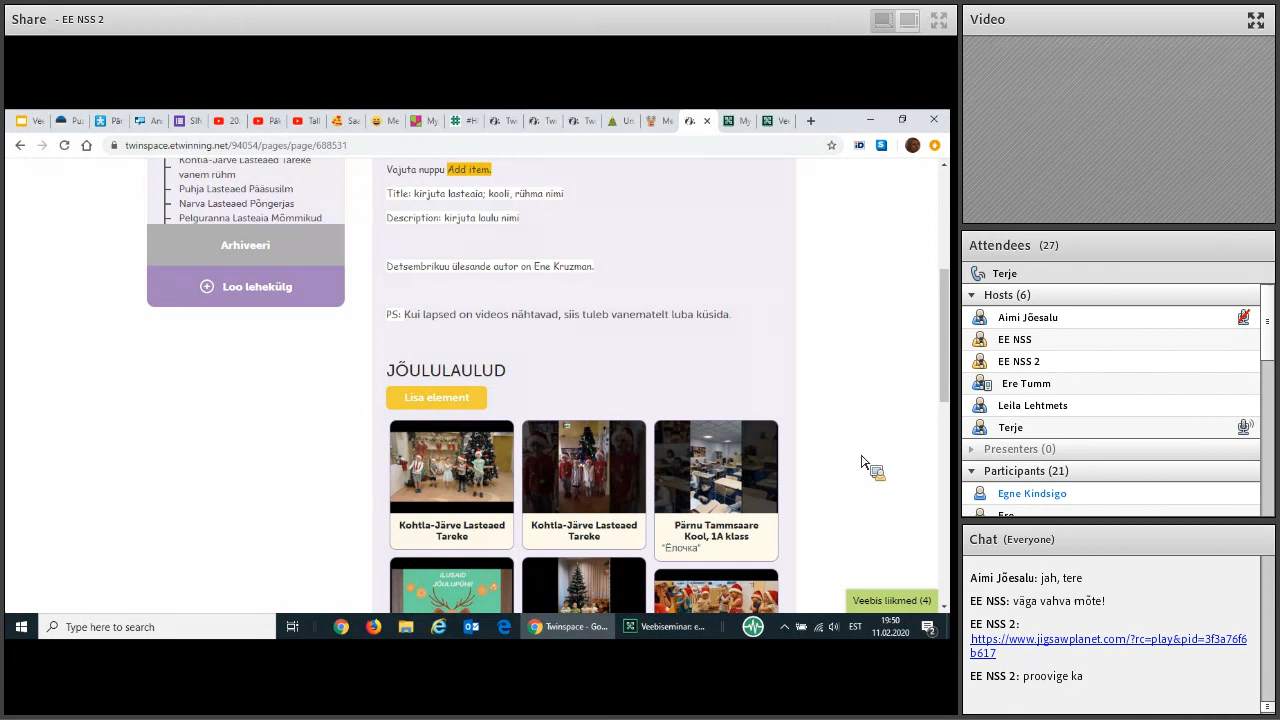 Share - EE NSS 2
Video
twinspace.etwinning.net/94054/pages/page/688531
Kohtla-Järve Lasteaed Tareke
vanem rühm
Puhja Lasteaed Pääsusilm
Narva Lasteaed Põngerjas
Pelguranna Lasteaia Mõmmikud
Arhiveeri
Loo lehekülg
Vajuta nuppu Add item.
Title: kirjuta lasteaia; kooli, rühma nimi
Description: kirjuta laulu nimi
Detsembrikuu ülesande autor on Ene Kruzman.
PS: Kui lapsed on videos nähtavad, siis tuleb vanematelt luba küsida.
JÕULULAULUD
Lisa element
Kohtla-Järve Lasteaed
Tareke
Kohtla-Järve Lasteaed
Tareke
Pärnu Tammsaare
Kool, 1A klass
"Ёлочка"
ILUSAID
JÕULUPÜHE
Veebis liikmed (4)
Type here to search
Twinspace - Go...
Veebiseminar: e...
EST
19:50
11.02.2020
2
Attendees (27)
Terje
Hosts (6)
Aimi Jõesalu
EE NSS
EE NSS 2
Ere Tumm
Leila Lehtmets
Terje
Presenters (0)
Participants (21)
Egne Kindsigo
Chat (Everyone)
Aimi Jõesalu: jah, tere
EE NSS: väga vahva mõte!
EE NSS 2:
https://www.jigsawplanet.com/?rc=play&pid=3f3a76f6
b617
EE NSS 2: proovige ka